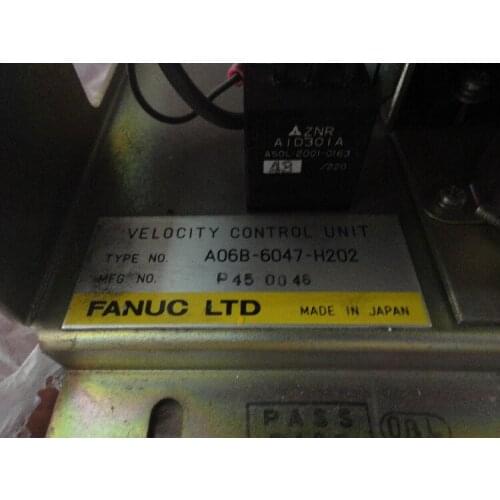 ZNR
A1D301A
A50L-2001-0163
43 /220
VELOCITY CONTROL UNIT
TYPE NO. A06B-6047-H202
MFG NO. P45 0046
FANUC LTD MADE IN JAPAN
PASS